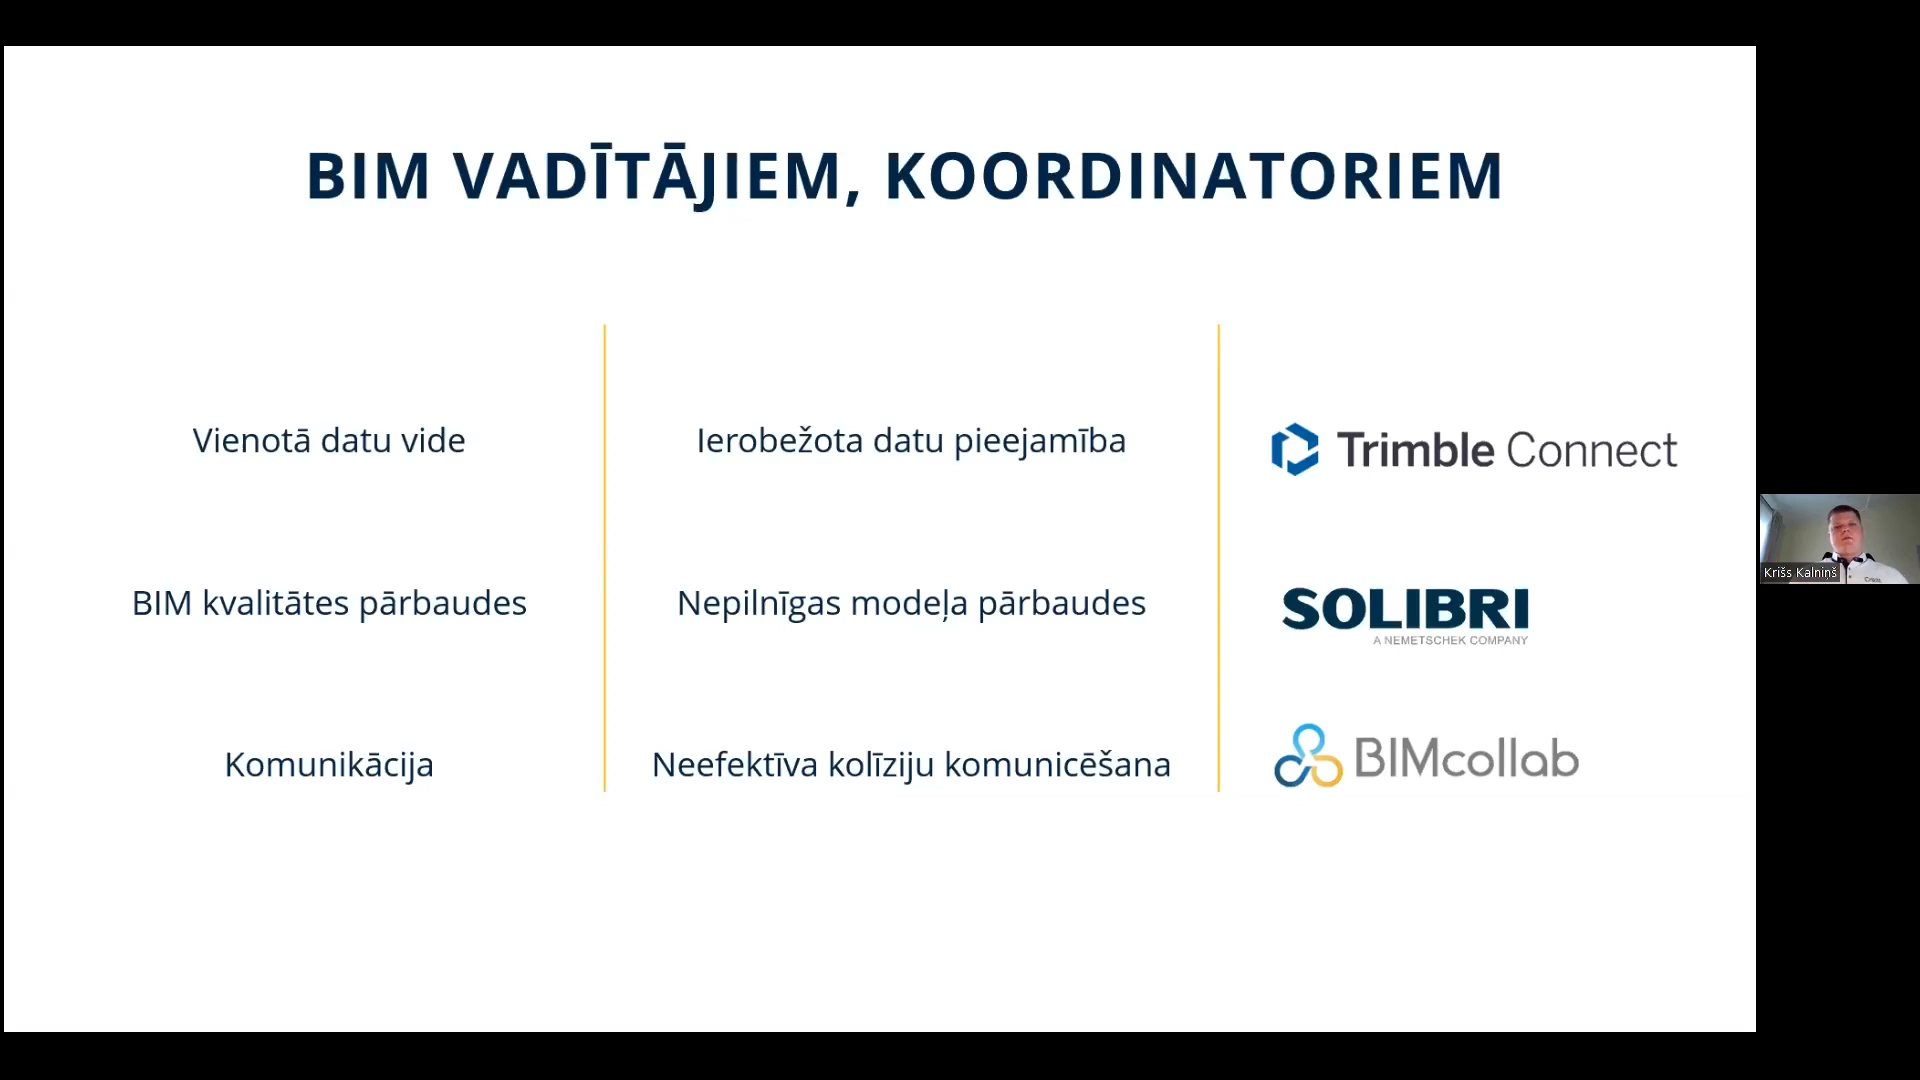 BIM VADĪTĀJIEM, KOORDINATORIEM
Vienotā datu vide
Ierobežota datu pieejamība
Trimble Connect
BIM kvalitātes pārbaudes
Nepilnīgas modeļa pārbaudes
SOLIBRI
A NEMETSCHEK COMPANY
Komunikācija
Neefektīva kolīziju komunicēšana
BIMcollab
Krišs Kalniņš